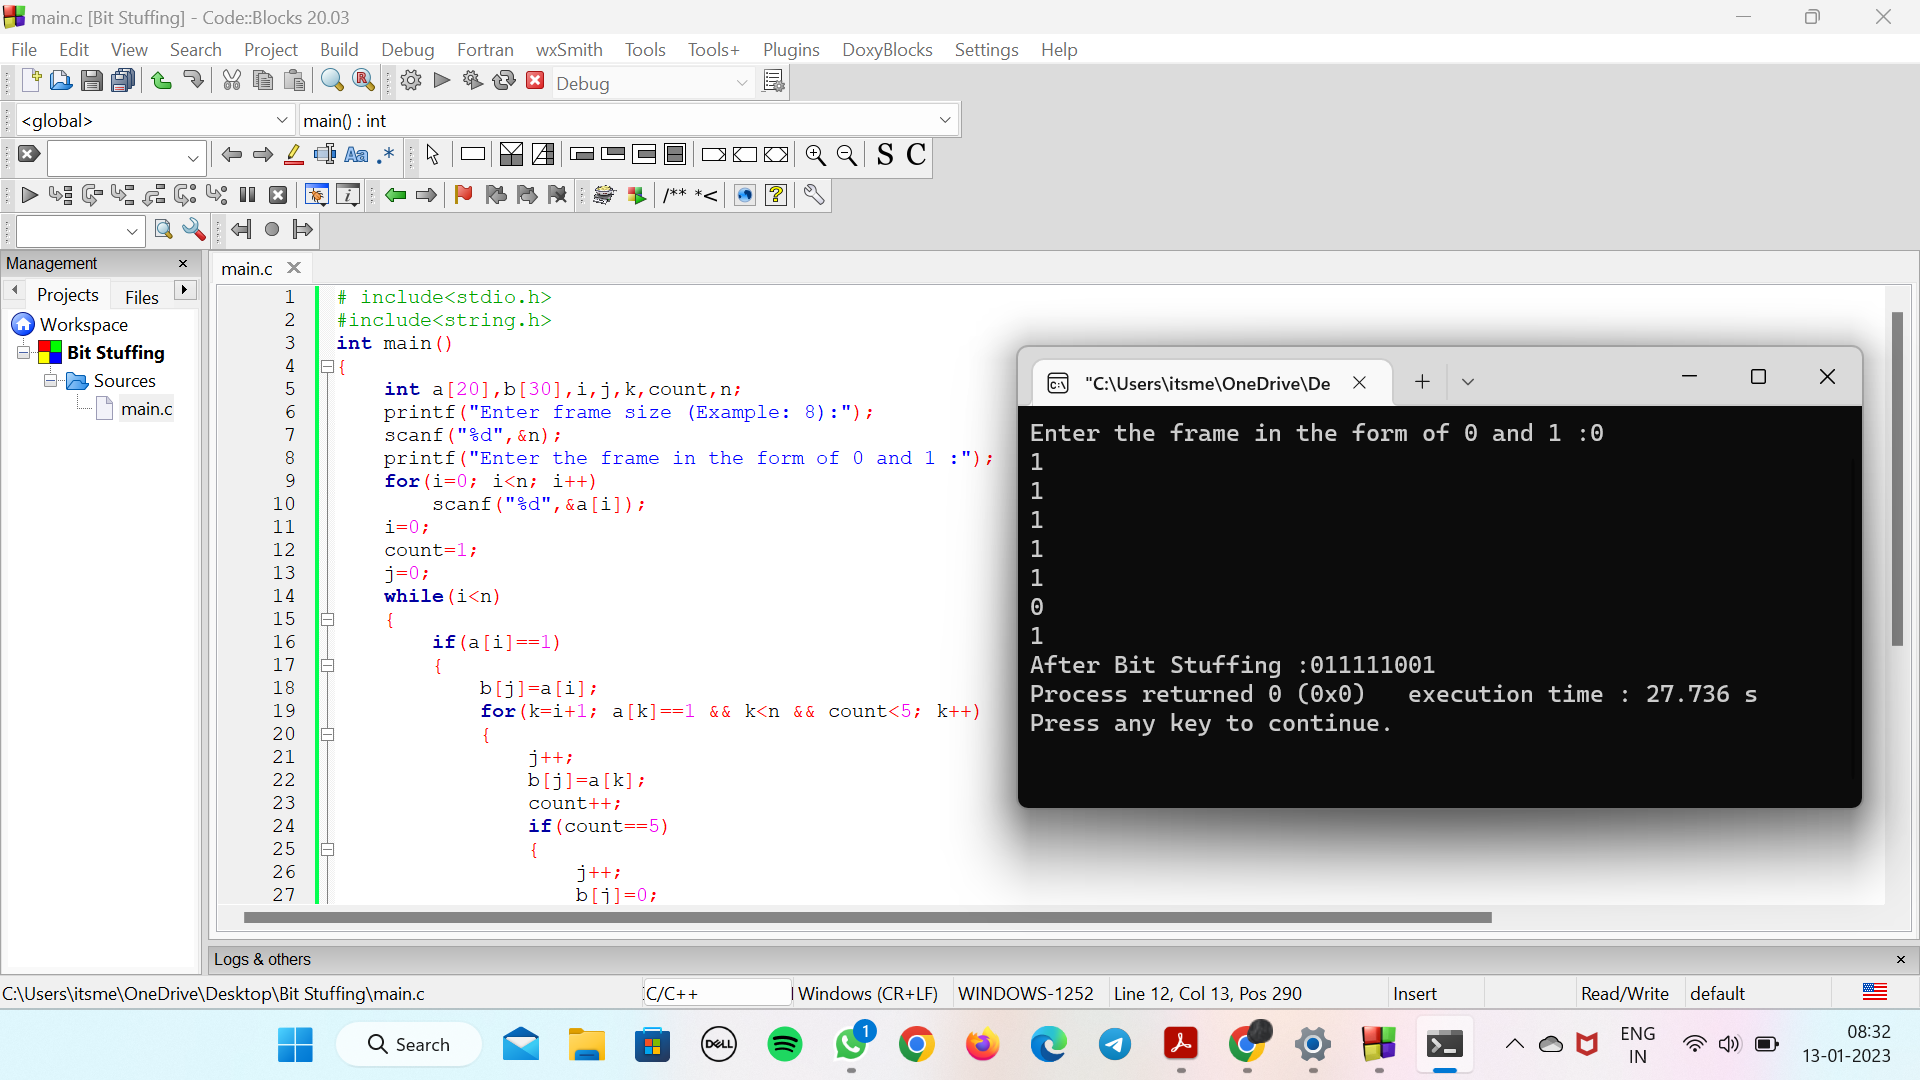 main.c [Bit Stuffing] - Code::Blocks 20.03
File Edit View Search Project Build Debug Fortran wxSmith Tools Tools+ Plugins DoxyBlocks Settings Help
Debug
<global> main() : int
Aa .* S C
/** *<
Management
main.c
Projects Files
Workspace
Bit Stuffing
Sources
main.c
1 # include<stdio.h>
2 #include<string.h>
3 int main()
4 {
5 int a[20],b[30],i,j,k,count,n;
6 printf("Enter frame size (Example: 8):");
7 scanf("%d",&n);
8 printf("Enter the frame in the form of 0 and 1 :");
9 for(i=0; i<n; i++)
10 scanf("%d",&a[i]);
11 i=0;
12 count=1;
13 j=0;
14 while(i<n)
15 {
16 if(a[i]==1)
17 {
18 b[j]=a[i];
19 for(k=i+1; a[k]==1 && k<n && count<5; k++)
20 {
21 j++;
22 b[j]=a[k];
23 count++;
24 if(count==5)
25 {
26 j++;
27 b[j]=0;
"C:\Users\itsme\OneDrive\De
Enter the frame in the form of 0 and 1 :0
1
1
1
1
1
0
1
After Bit Stuffing :011111001
Process returned 0 (0x0) execution time : 27.736 s
Press any key to continue.
Logs & others
C:\Users\itsme\OneDrive\Desktop\Bit Stuffing\main.c C/C++ Windows (CR+LF) WINDOWS-1252 Line 12, Col 13, Pos 290 Insert Read/Write default
Search
DELL
1
ENG
IN
08:32
13-01-2023